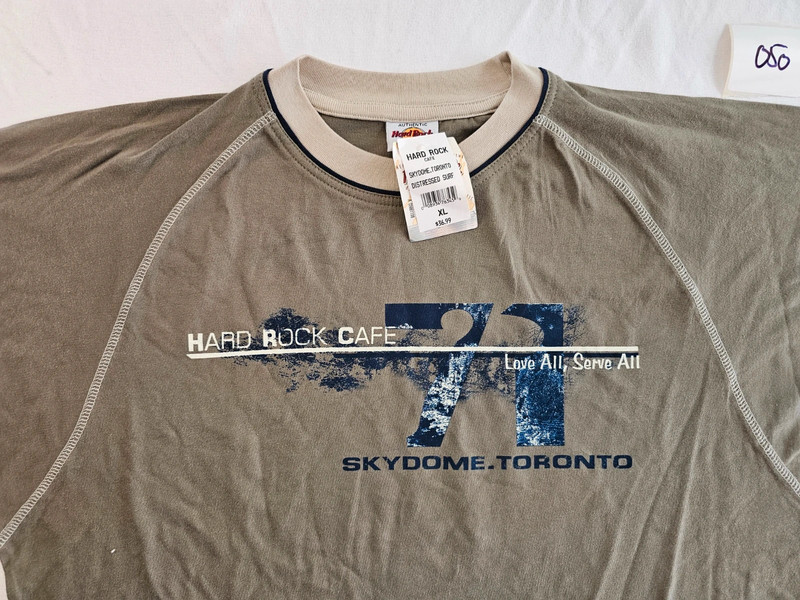 050
AUTHENTIC
Hard Rock
HARD ROCK
CAFE
SKYDOME.TORONTO
DISTRESSED SURF
XL
$36.99
71
HARD ROCK CAFE
Love All, Serve All
SKYDOME.TORONTO